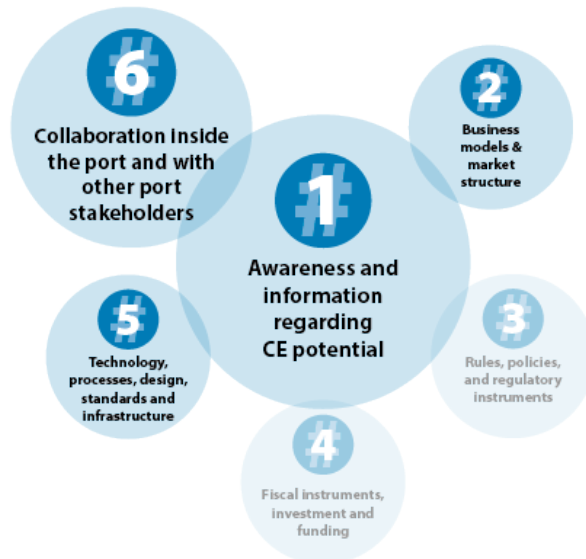 #1
Awareness and
information
regarding
CE potential
#2
Business
models &
market
structure
#3
Rules, policies,
and regulatory
instruments
#4
Fiscal instruments,
investment and
funding
#5
Technology,
processes, design,
standards and
infrastructure
#6
Collaboration inside
the port and with
other port
stakeholders